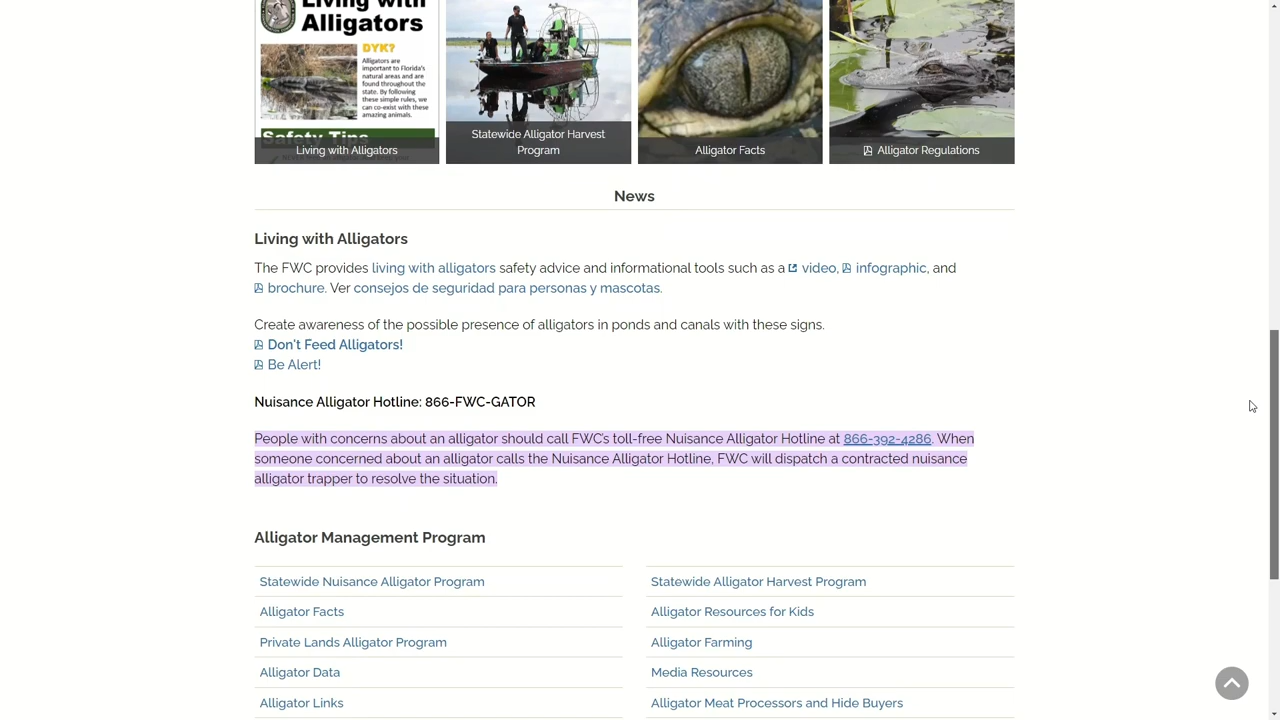 Living with
Alligators
DYK?
Alligators are
important to Florida's
natural areas and are
found throughout the
state. By following
these simple rules, we
can co-exist with these
amazing animals.
Safety Tips
Living with Alligators
Statewide Alligator Harvest
Program
Alligator Facts
Alligator Regulations
News
Living with Alligators
The FWC provides living with alligators safety advice and informational tools such as a video, infographic, and
brochure. Ver consejos de seguridad para personas y mascotas.
Create awareness of the possible presence of alligators in ponds and canals with these signs.
Don't Feed Alligators!
Be Alert!
Nuisance Alligator Hotline: 866-FWC-GATOR
People with concerns about an alligator should call FWC's toll-free Nuisance Alligator Hotline at 866-392-4286. When
someone concerned about an alligator calls the Nuisance Alligator Hotline, FWC will dispatch a contracted nuisance
alligator trapper to resolve the situation.
Alligator Management Program
Statewide Nuisance Alligator Program
Statewide Alligator Harvest Program
Alligator Facts
Alligator Resources for Kids
Private Lands Alligator Program
Alligator Farming
Alligator Data
Media Resources
Alligator Links
Alligator Meat Processors and Hide Buyers